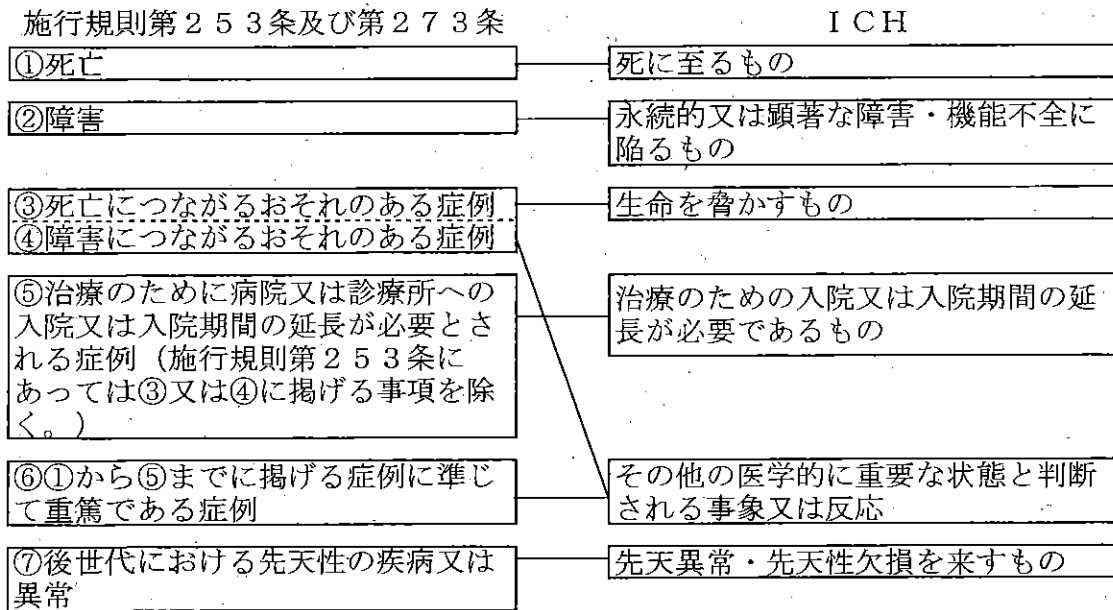 施行規則第２５３条及び第２７３条
ＩＣＨ
①死亡
死に至るもの
②障害
永続的又は顕著な障害・機能不全に
陥るもの
③死亡につながるおそれのある症例
生命を脅かすもの
④障害につながるおそれのある症例
⑤治療のために病院又は診療所への
入院又は入院期間の延長が必要とさ
れる症例（施行規則第２５３条に
あっては③又は④に掲げる事項を除
く。）
治療のための入院又は入院期間の延
長が必要であるもの
⑥①から⑤までに掲げる症例に準じ
て重篤である症例
その他の医学的に重要な状態と判断
される事象又は反応
⑦後世代における先天性の疾病又は
異常
先天異常・先天性欠損を来すもの